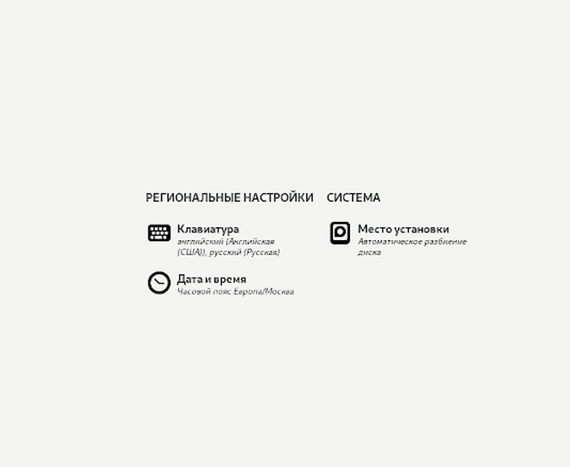 РЕГИОНАЛЬНЫЕ НАСТРОЙКИ
Клавиатура
английский (Английская
(США)), русский (Русская)
Дата и время
Часовой пояс Европа/Москва
СИСТЕМА
Место установки
Автоматическое разбиение
диска